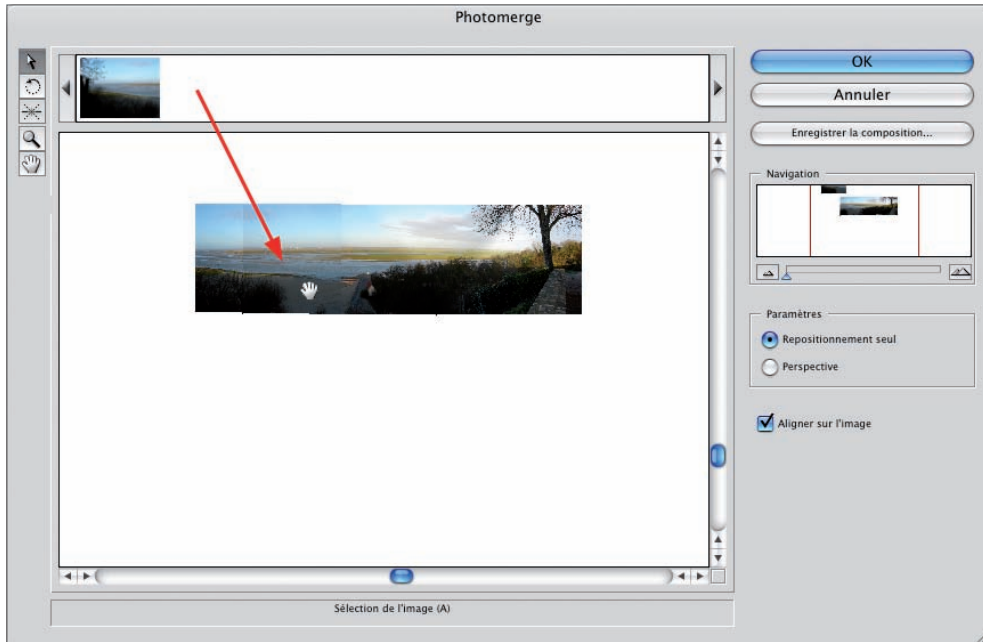 Photomerge
OK
Annuler
Enregistrer la composition...
Navigation
Paramètres
Repositionnement seul
Perspective
Aligner sur l'image
Sélection de l'image (A)